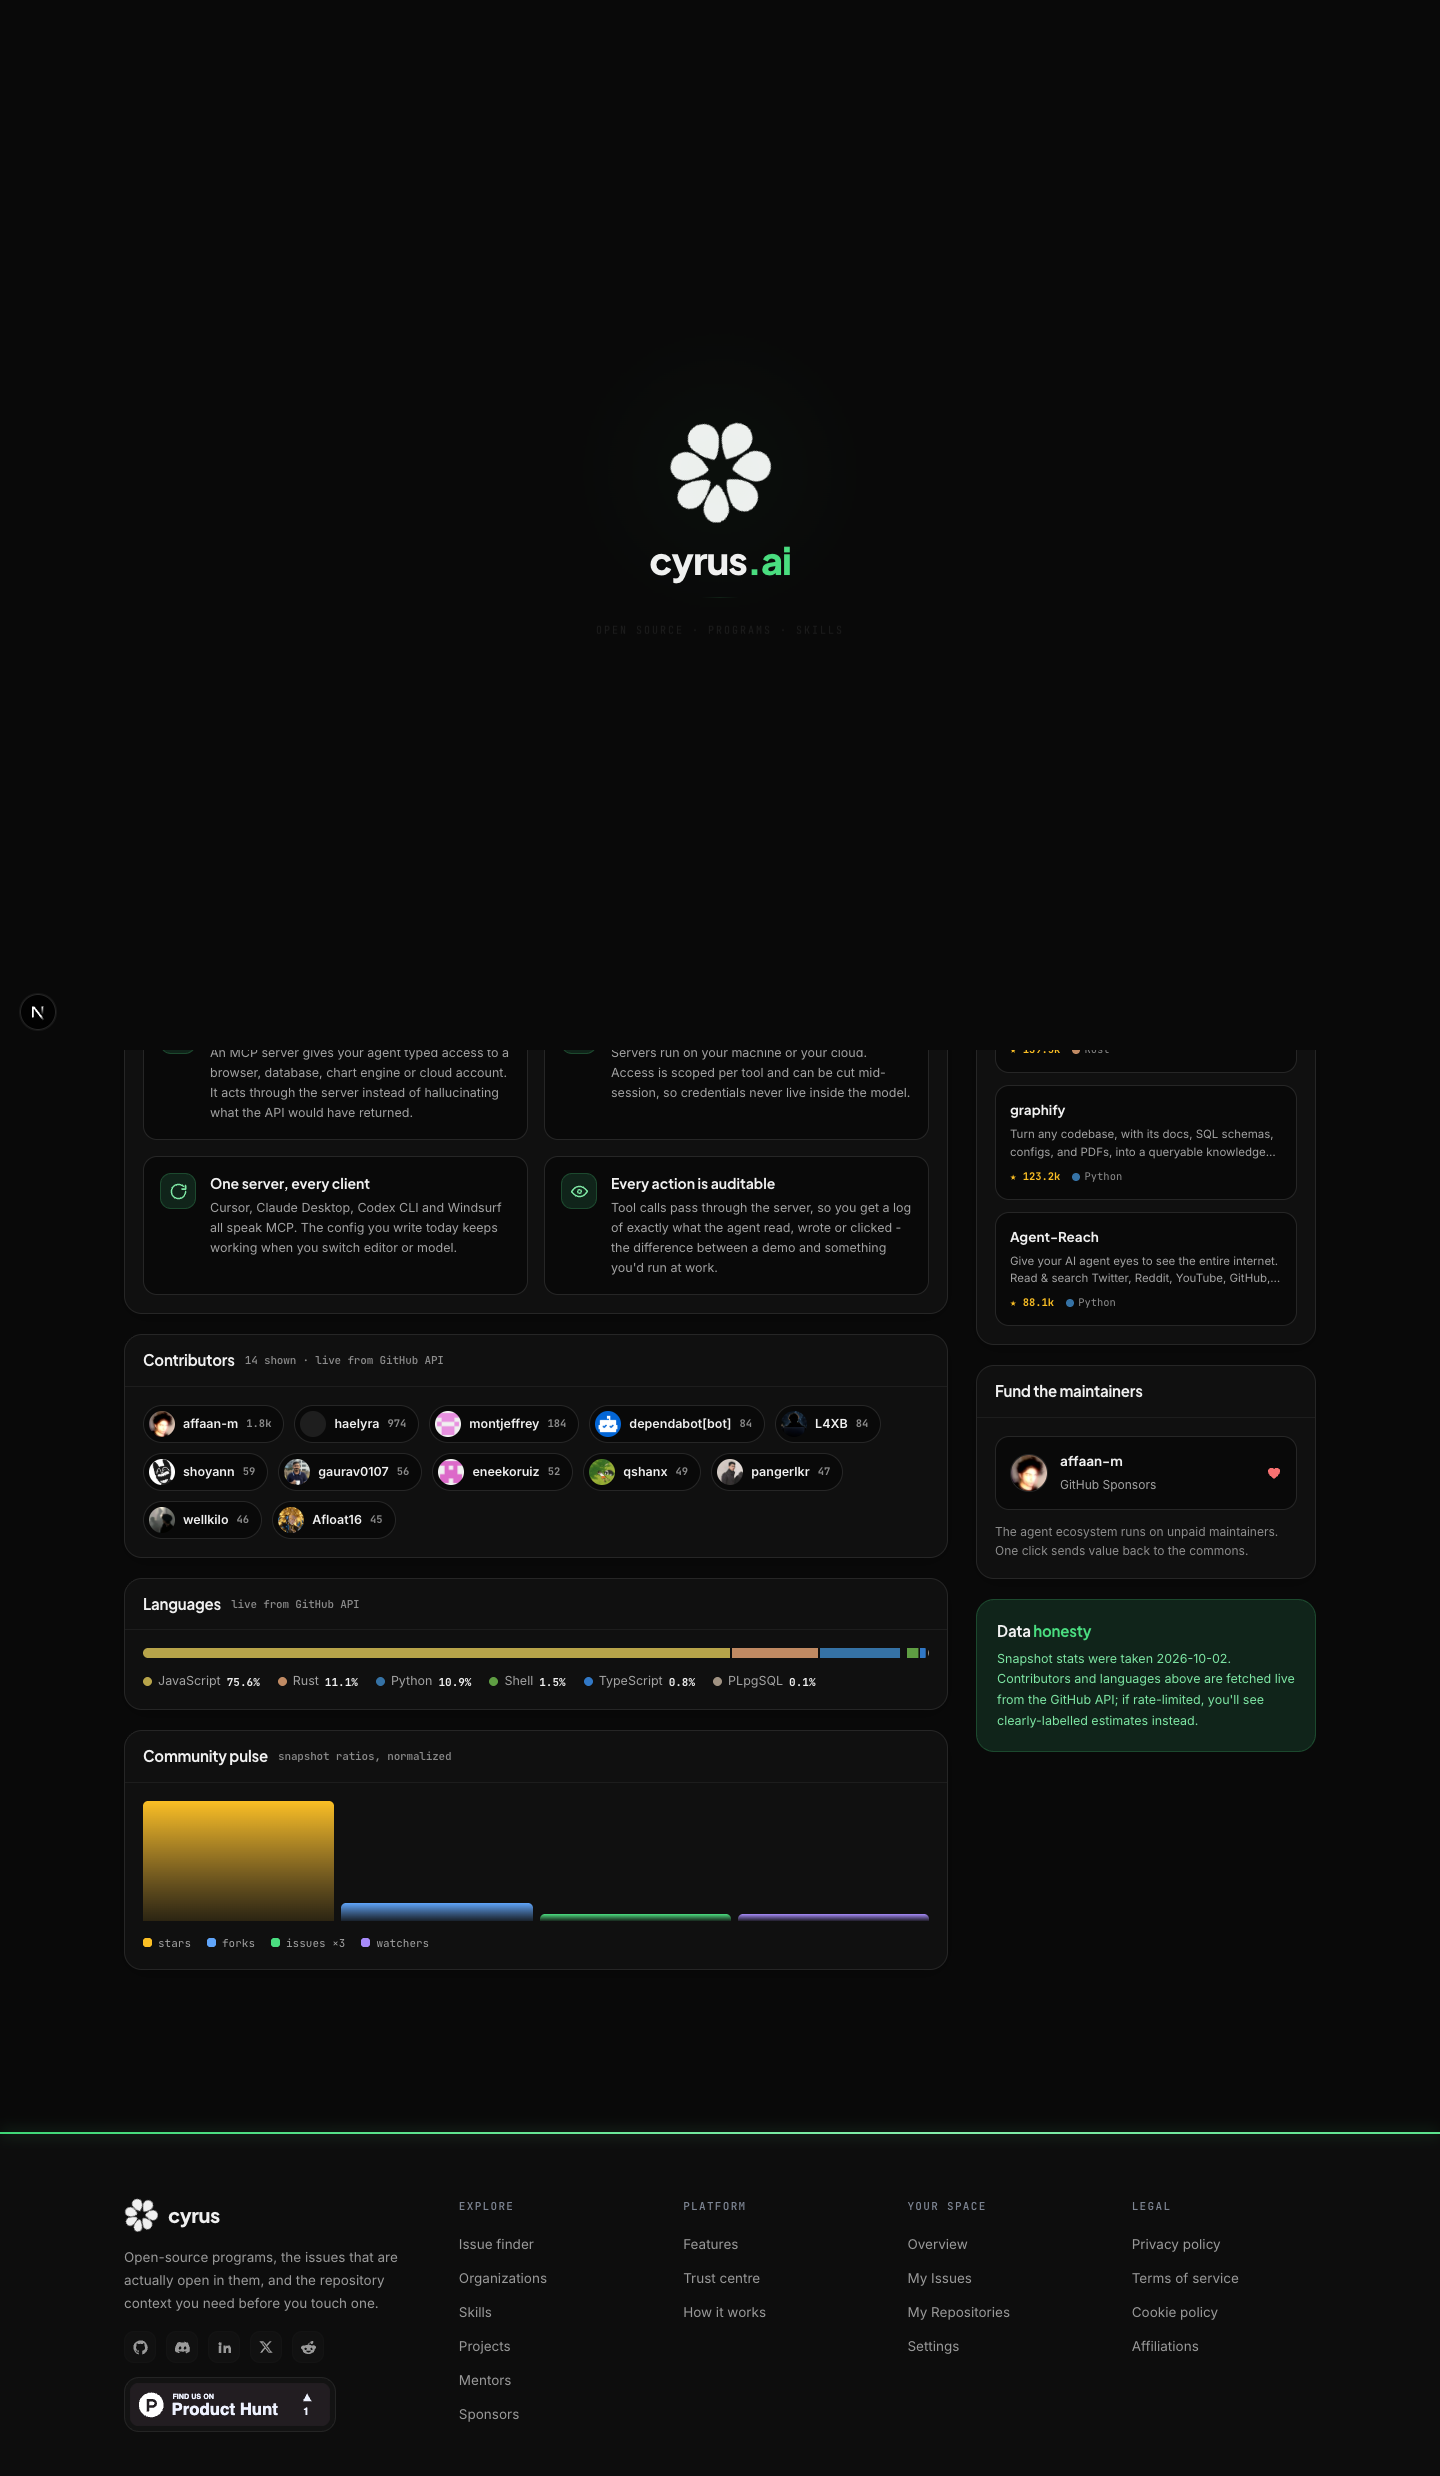 cyrus.ai
OPEN SOURCE · PROGRAMS · SKILLS
An MCP server gives your agent typed access to a
browser, database, chart engine or cloud account.
It acts through the server instead of hallucinating
what the API would have returned.
Servers run on your machine or your cloud.
Access is scoped per tool and can be cut mid-
session, so credentials never live inside the model.
One server, every client
Cursor, Claude Desktop, Codex CLI and Windsurf
all speak MCP. The config you write today keeps
working when you switch editor or model.
Every action is auditable
Tool calls pass through the server, so you get a log
of exactly what the agent read, wrote or clicked -
the difference between a demo and something
you'd run at work.
Contributors 14 shown · live from GitHub API
affaan-m 1.8k haelyra 974 montjeffrey 184 dependabot[bot] 84 L4XB 84
shoyann 59 gaurav0107 56 eneekoruiz 52 qshanx 49 pangerlkr 47
wellkilo 46 Afloat16 45
Languages live from GitHub API
JavaScript 75.6% Rust 11.1% Python 10.9% Shell 1.5% TypeScript 0.8% PLpgSQL 0.1%
Community pulse snapshot ratios, normalized
stars forks issues ×3 watchers
Rust
graphify
Turn any codebase, with its docs, SQL schemas,
configs, and PDFs, into a queryable knowledge...
★ 123.2k Python
Agent-Reach
Give your AI agent eyes to see the entire internet.
Read & search Twitter, Reddit, YouTube, GitHub,...
★ 88.1k Python
Fund the maintainers
affaan-m
GitHub Sponsors
The agent ecosystem runs on unpaid maintainers.
One click sends value back to the commons.
Data honesty
Snapshot stats were taken 2026-10-02.
Contributors and languages above are fetched live
from the GitHub API; if rate-limited, you'll see
clearly-labelled estimates instead.
cyrus
Open-source programs, the issues that are
actually open in them, and the repository
context you need before you touch one.
FIND US ON
Product Hunt
▲
1
EXPLORE
Issue finder
Organizations
Skills
Projects
Mentors
Sponsors
PLATFORM
Features
Trust centre
How it works
YOUR SPACE
Overview
My Issues
My Repositories
Settings
LEGAL
Privacy policy
Terms of service
Cookie policy
Affiliations